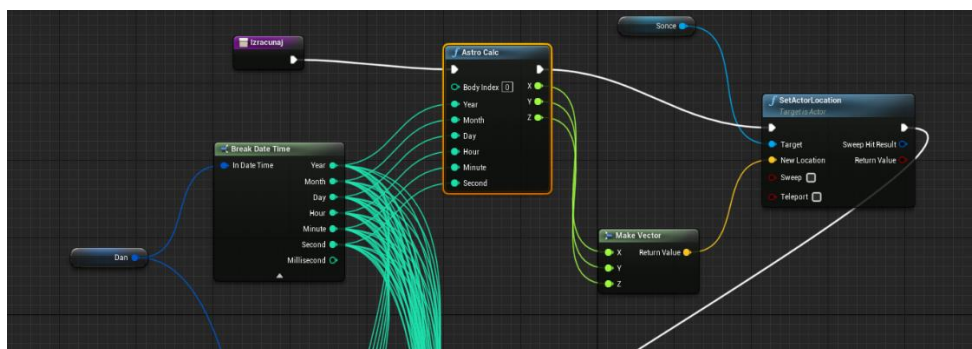 Izracunaj
Astro Calc
Body Index 0 X
Year Y
Month Z
Day
Hour
Minute
Second
Sonce
SetActorLocation
Target is Actor
Target Sweep Hit Result
New Location Return Value
Sweep
Teleport
Break Date Time
In Date Time Year
Month
Day
Hour
Minute
Second
Millisecond
Dan
Make Vector
X Return Value
Y
Z